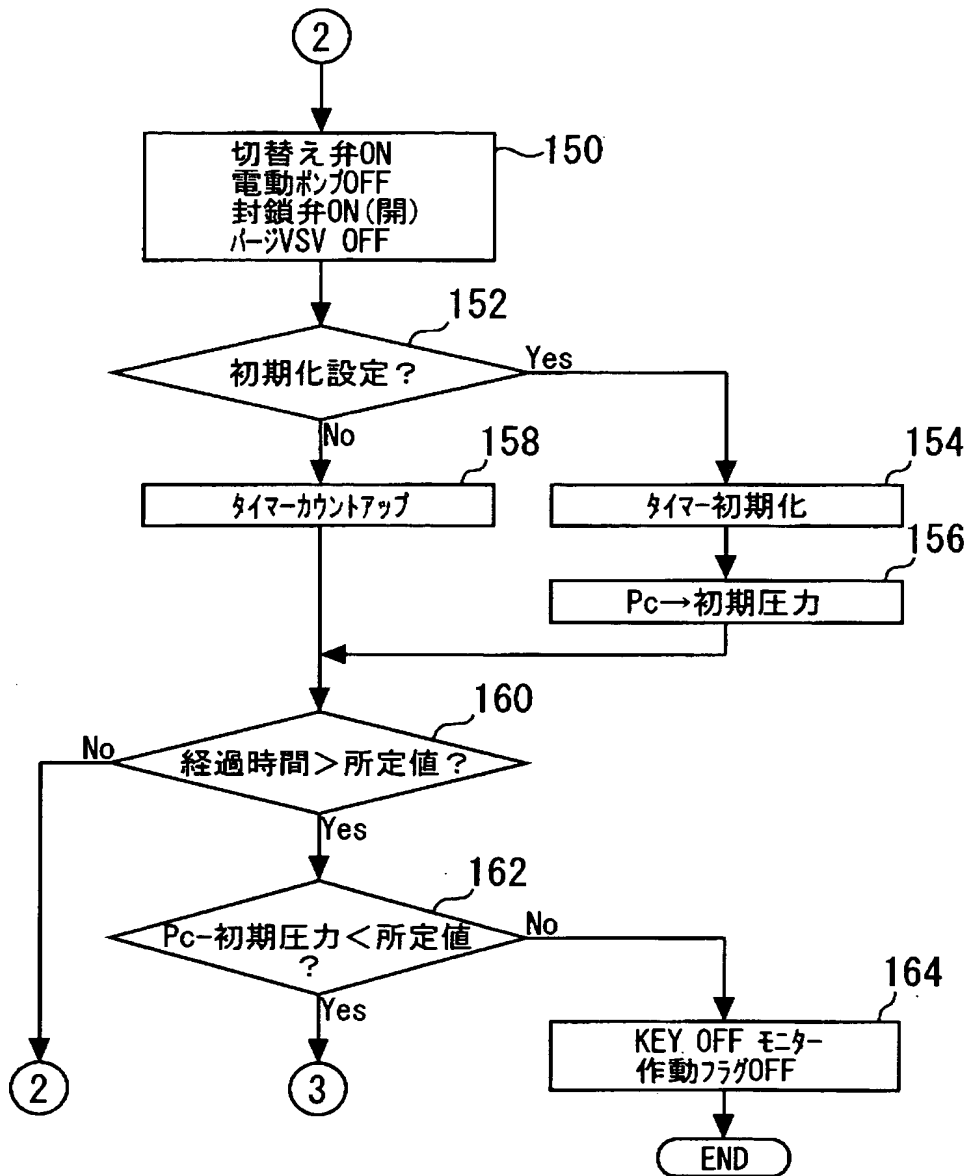 2
切替え弁ON
電動ﾎﾟﾝﾌﾟOFF
封鎖弁ON(開)
ﾊﾟｰｼﾞVSV OFF
150
152
初期化設定？
Yes
No
158
ﾀｲﾏｰｶｳﾝﾄｱｯﾌﾟ
154
ﾀｲﾏｰ初期化
156
Pc→初期圧力
160
経過時間＞所定値？
No
Yes
162
Pc-初期圧力＜所定値
？
No
Yes
164
KEY OFF ﾓﾆﾀｰ
作動ﾌﾗｸﾞOFF
2
3
END